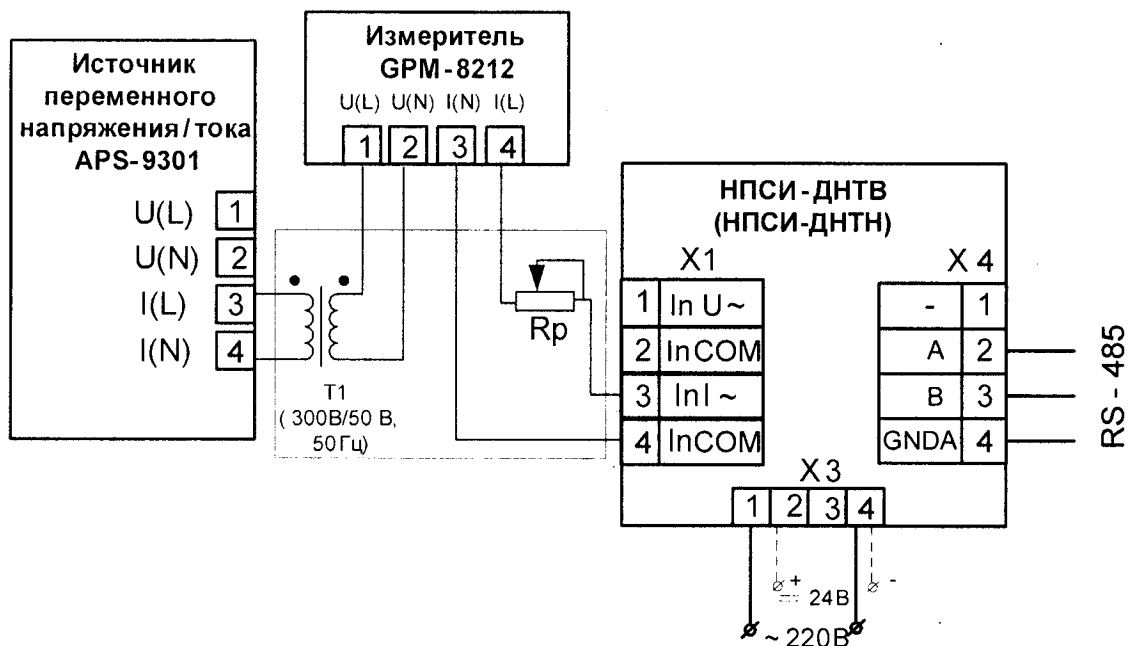 Источник
переменного
напряжения/тока
APS-9301
U(L) 1
U(N) 2
I(L) 3
I(N) 4
Измеритель
GPM-8212
U(L) U(N) I(N) I(L)
1 2 3 4
T1
( 300В/50 В,
50Гц)
Rp
НПСИ-ДНТВ
(НПСИ-ДНТН)
X1
1 In U ~
2 InCOM
3 InI ~
4 InCOM
X 4
- 1
A 2
B 3
GNDA 4
RS - 485
X 3
1 2 3 4
+ -
24В
~ 220В